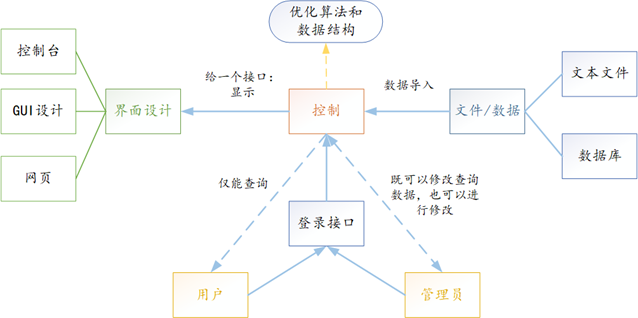 优化算法和
数据结构
控制台
GUI设计
网页
界面设计
给一个接口：
显示
控制
数据导入
文件/数据
文本文件
数据库
仅能查询
既可以修改查询
数据，也可以进
行修改
登录接口
用户
管理员